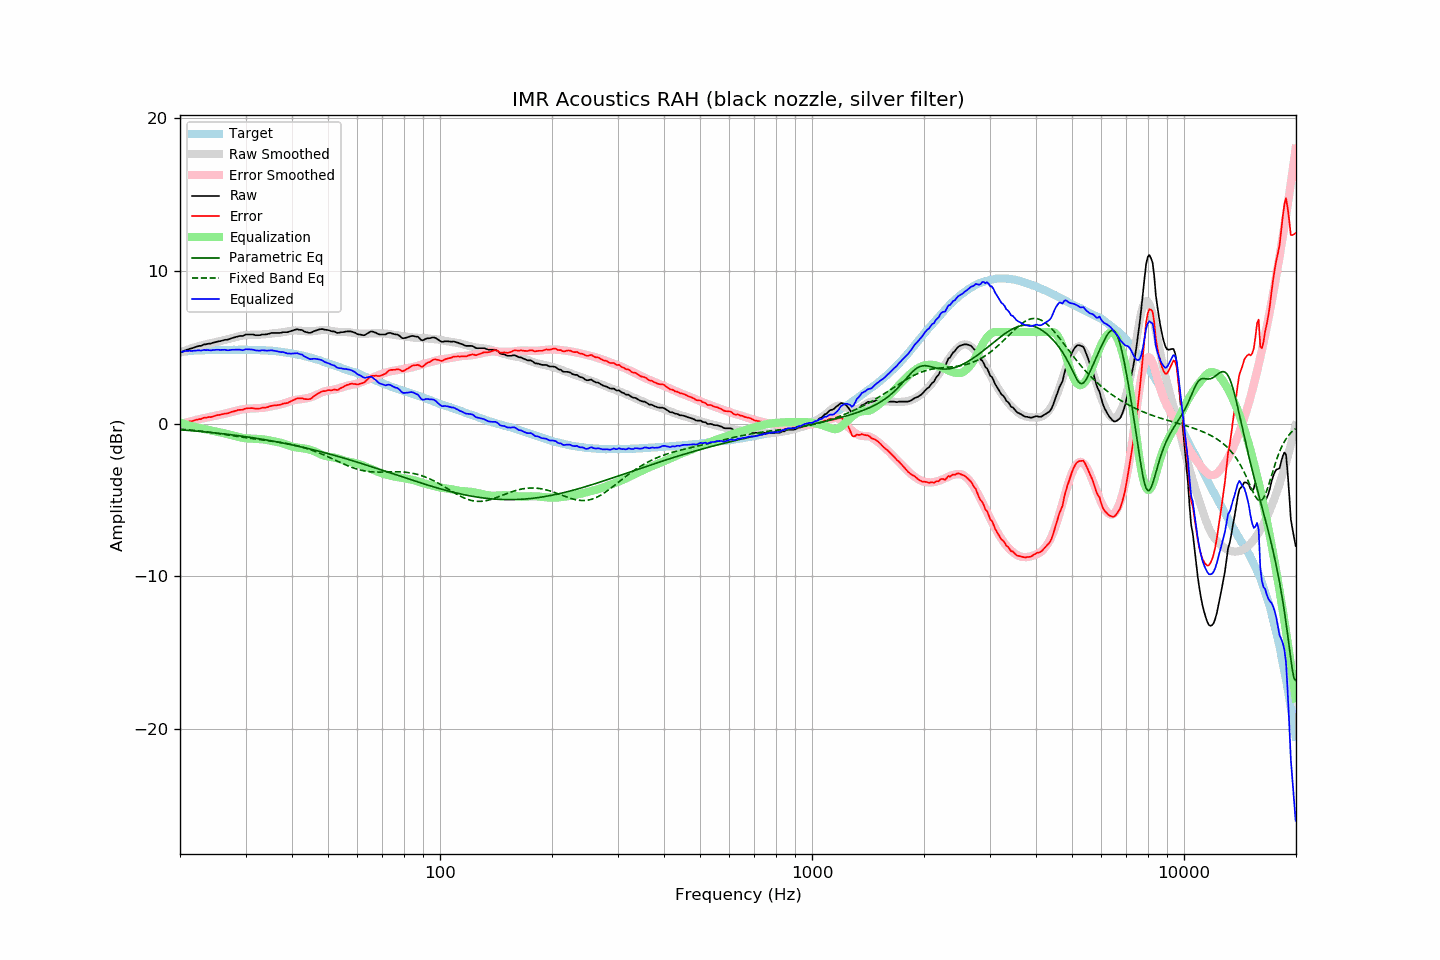 IMR Acoustics RAH (black nozzle, silver filter)
20
10
0
−10
−20
Amplitude (dBr)
Target
Raw Smoothed
Error Smoothed
Raw
Error
Equalization
Parametric Eq
Fixed Band Eq
Equalized
100
1000
10000
Frequency (Hz)